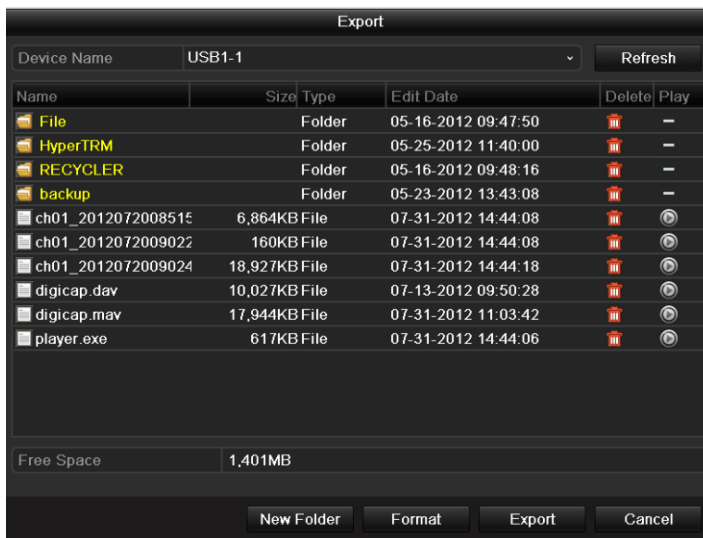 Export
Device Name USB1-1 Refresh
Name Size Type Edit Date Delete Play
File Folder 05-16-2012 09:47:50 –
HyperTRM Folder 05-25-2012 11:40:00 –
RECYCLER Folder 05-16-2012 09:48:16 –
backup Folder 05-23-2012 13:43:08 –
ch01_2012072008515 6,864KB File 07-31-2012 14:44:08
ch01_2012072009022 160KB File 07-31-2012 14:44:08
ch01_2012072009024 18,927KB File 07-31-2012 14:44:18
digicap.dav 10,027KB File 07-13-2012 09:50:28
digicap.mav 17,944KB File 07-31-2012 11:03:42
player.exe 617KB File 07-31-2012 14:44:06
Free Space 1,401MB
New Folder Format Export Cancel